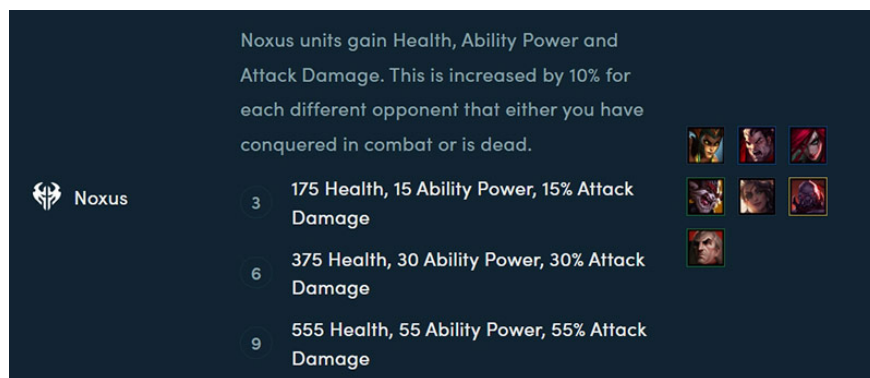 Noxus units gain Health, Ability Power and
Attack Damage. This is increased by 10% for
each different opponent that either you have
conquered in combat or is dead.
Noxus
3
175 Health, 15 Ability Power, 15% Attack
Damage
6
375 Health, 30 Ability Power, 30% Attack
Damage
9
555 Health, 55 Ability Power, 55% Attack
Damage